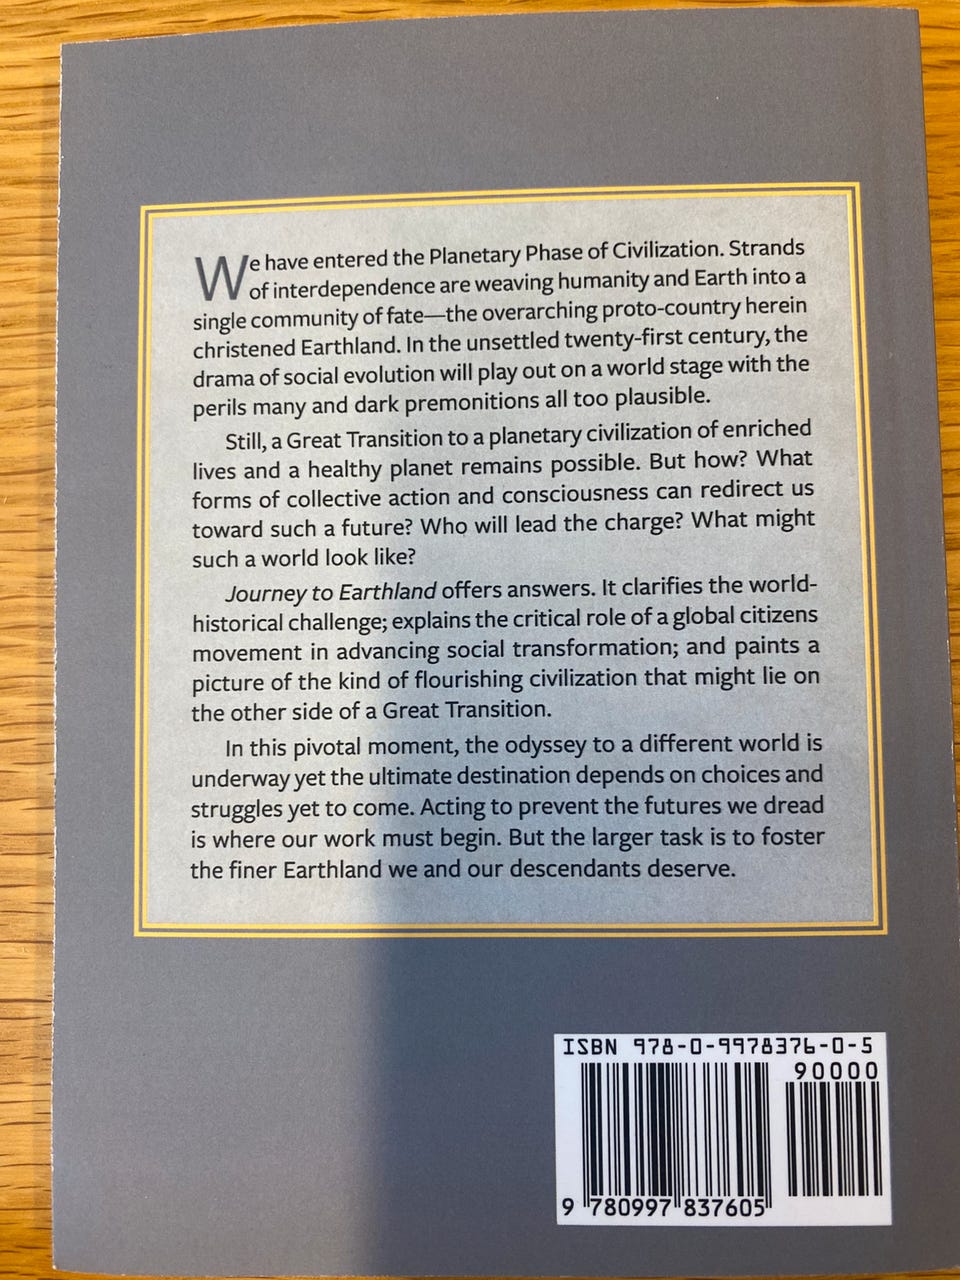 We have entered the Planetary Phase of Civilization. Strands
of interdependence are weaving humanity and Earth into a
single community of fate—the overarching proto-country herein
christened Earthland. In the unsettled twenty-first century, the
drama of social evolution will play out on a world stage with the
perils many and dark premonitions all too plausible.
Still, a Great Transition to a planetary civilization of enriched
lives and a healthy planet remains possible. But how? What
forms of collective action and consciousness can redirect us
toward such a future? Who will lead the charge? What might
such a world look like?
Journey to Earthland offers answers. It clarifies the world-
historical challenge; explains the critical role of a global citizens
movement in advancing social transformation; and paints a
picture of the kind of flourishing civilization that might lie on
the other side of a Great Transition.
In this pivotal moment, the odyssey to a different world is
underway yet the ultimate destination depends on choices and
struggles yet to come. Acting to prevent the futures we dread
is where our work must begin. But the larger task is to foster
the finer Earthland we and our descendants deserve.
ISBN 978-0-9978376-0-5
90000
9 780997 837605